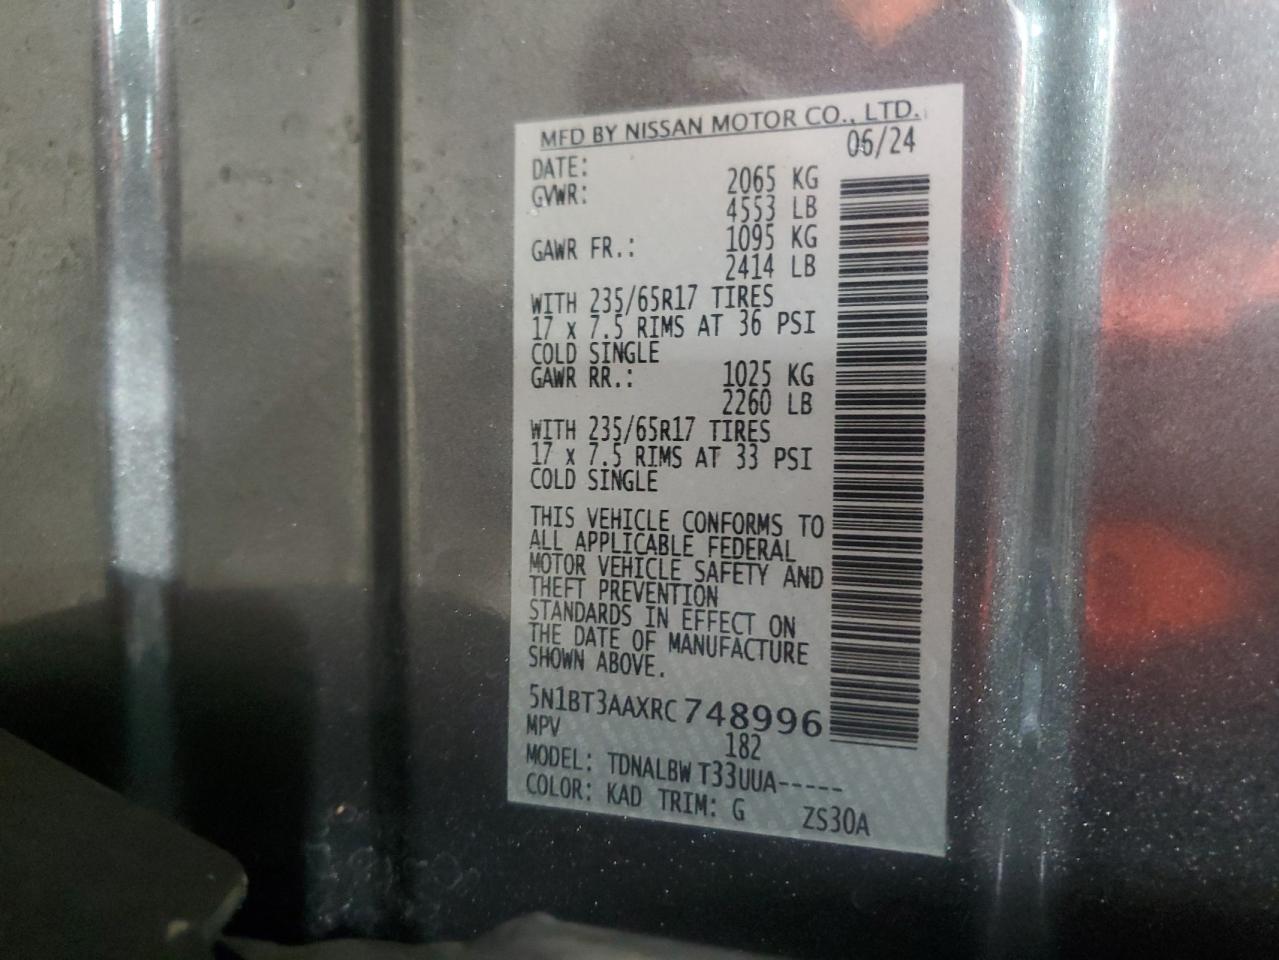 MFD BY NISSAN MOTOR CO., LTD.
DATE: 06/24
GVWR: 2065 KG
4553 LB
GAWR FR.: 1095 KG
2414 LB
WITH 235/65R17 TIRES
17 x 7.5 RIMS AT 36 PSI
COLD SINGLE
GAWR RR.: 1025 KG
2260 LB
WITH 235/65R17 TIRES
17 x 7.5 RIMS AT 33 PSI
COLD SINGLE
THIS VEHICLE CONFORMS TO
ALL APPLICABLE FEDERAL
MOTOR VEHICLE SAFETY AND
THEFT PREVENTION
STANDARDS IN EFFECT ON
THE DATE OF MANUFACTURE
SHOWN ABOVE.
5N1BT3AAXRC748996
MPV 182
MODEL: TDNALBW T33UUA-----
COLOR: KAD TRIM: G ZS30A